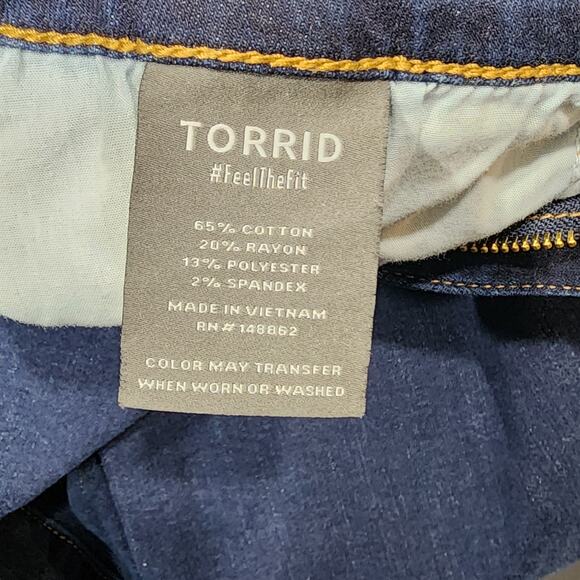 TORRID
#FeelTheFit
65% COTTON
20% RAYON
13% POLYESTER
2% SPANDEX
MADE IN VIETNAM
RN# 148862
COLOR MAY TRANSFER
WHEN WORN OR WASHED